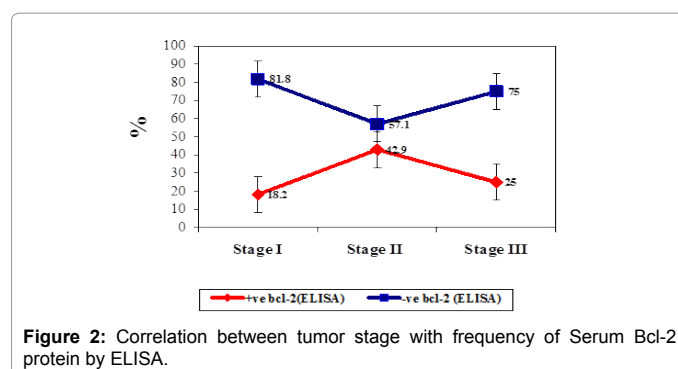 100
90
80
70
60
50
40
30
20
10
0
%
81.8
57.1
75
18.2
42.9
25
Stage I
Stage II
Stage III
+ve bcl-2(ELISA)
-ve bcl-2 (ELISA)
Figure 2: Correlation between tumor stage with frequency of Serum Bcl-2
protein by ELISA.